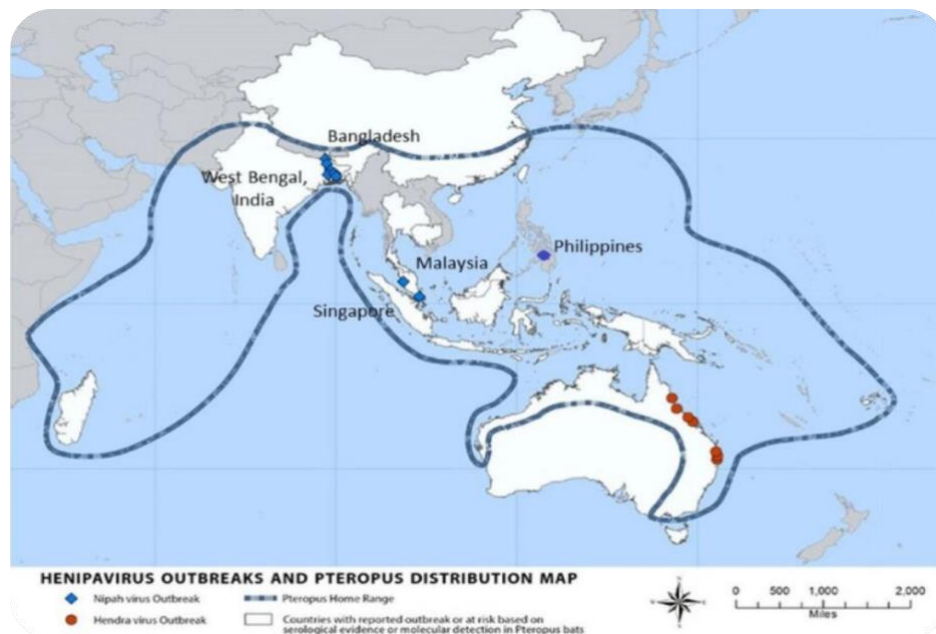 Bangladesh
West Bengal,
India
Philippines
Malaysia
Singapore
HENIPAVIRUS OUTBREAKS AND PTEROPUS DISTRIBUTION MAP
Nipah virus Outbreak
Pteropus Home Range
Hendra virus Outbreak
Countries with reported outbreak or at risk based on
serological evidence or molecular detection in Pteropus bats
0 500 1,000 2,000
Miles